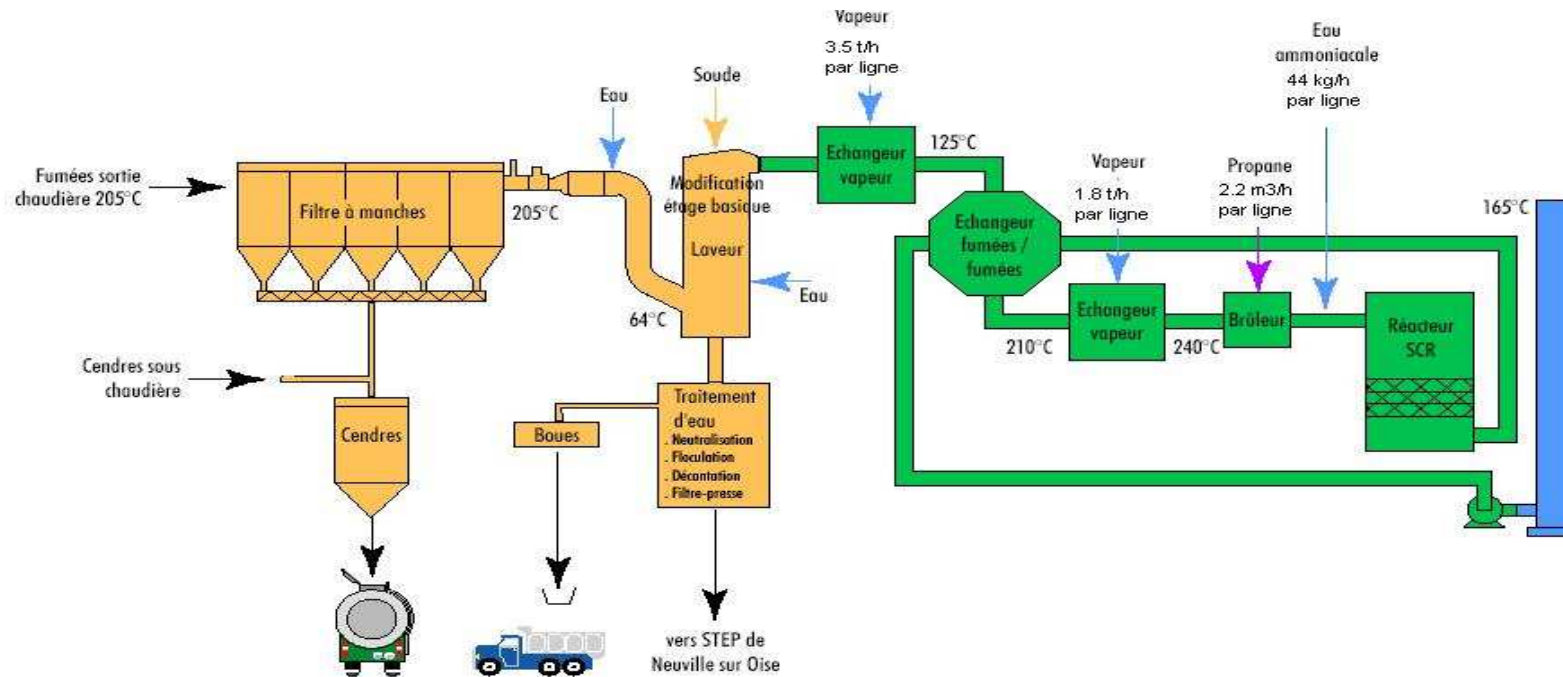 Vapeur
3.5 t/h
par ligne
Eau
ammoniacale
44 kg/h
par ligne
Soude
Eau
Fumées sortie
chaudière 205°C
Filtre à manches
205°C
Modification
étage basique
Laveur
Echangeur
vapeur
125°C
Vapeur
1.8 t/h
par ligne
Propane
2.2 m3/h
par ligne
165°C
Echangeur
fumées /
fumées
Eau
64°C
210°C
Echangeur
vapeur
240°C
Brûleur
Réacteur
SCR
Cendres sous
chaudière
Cendres
Boues
Traitement
d'eau
. Neutralisation
. Floculation
. Décantation
. Filtre-presse
vers STEP de
Neuville sur Oise